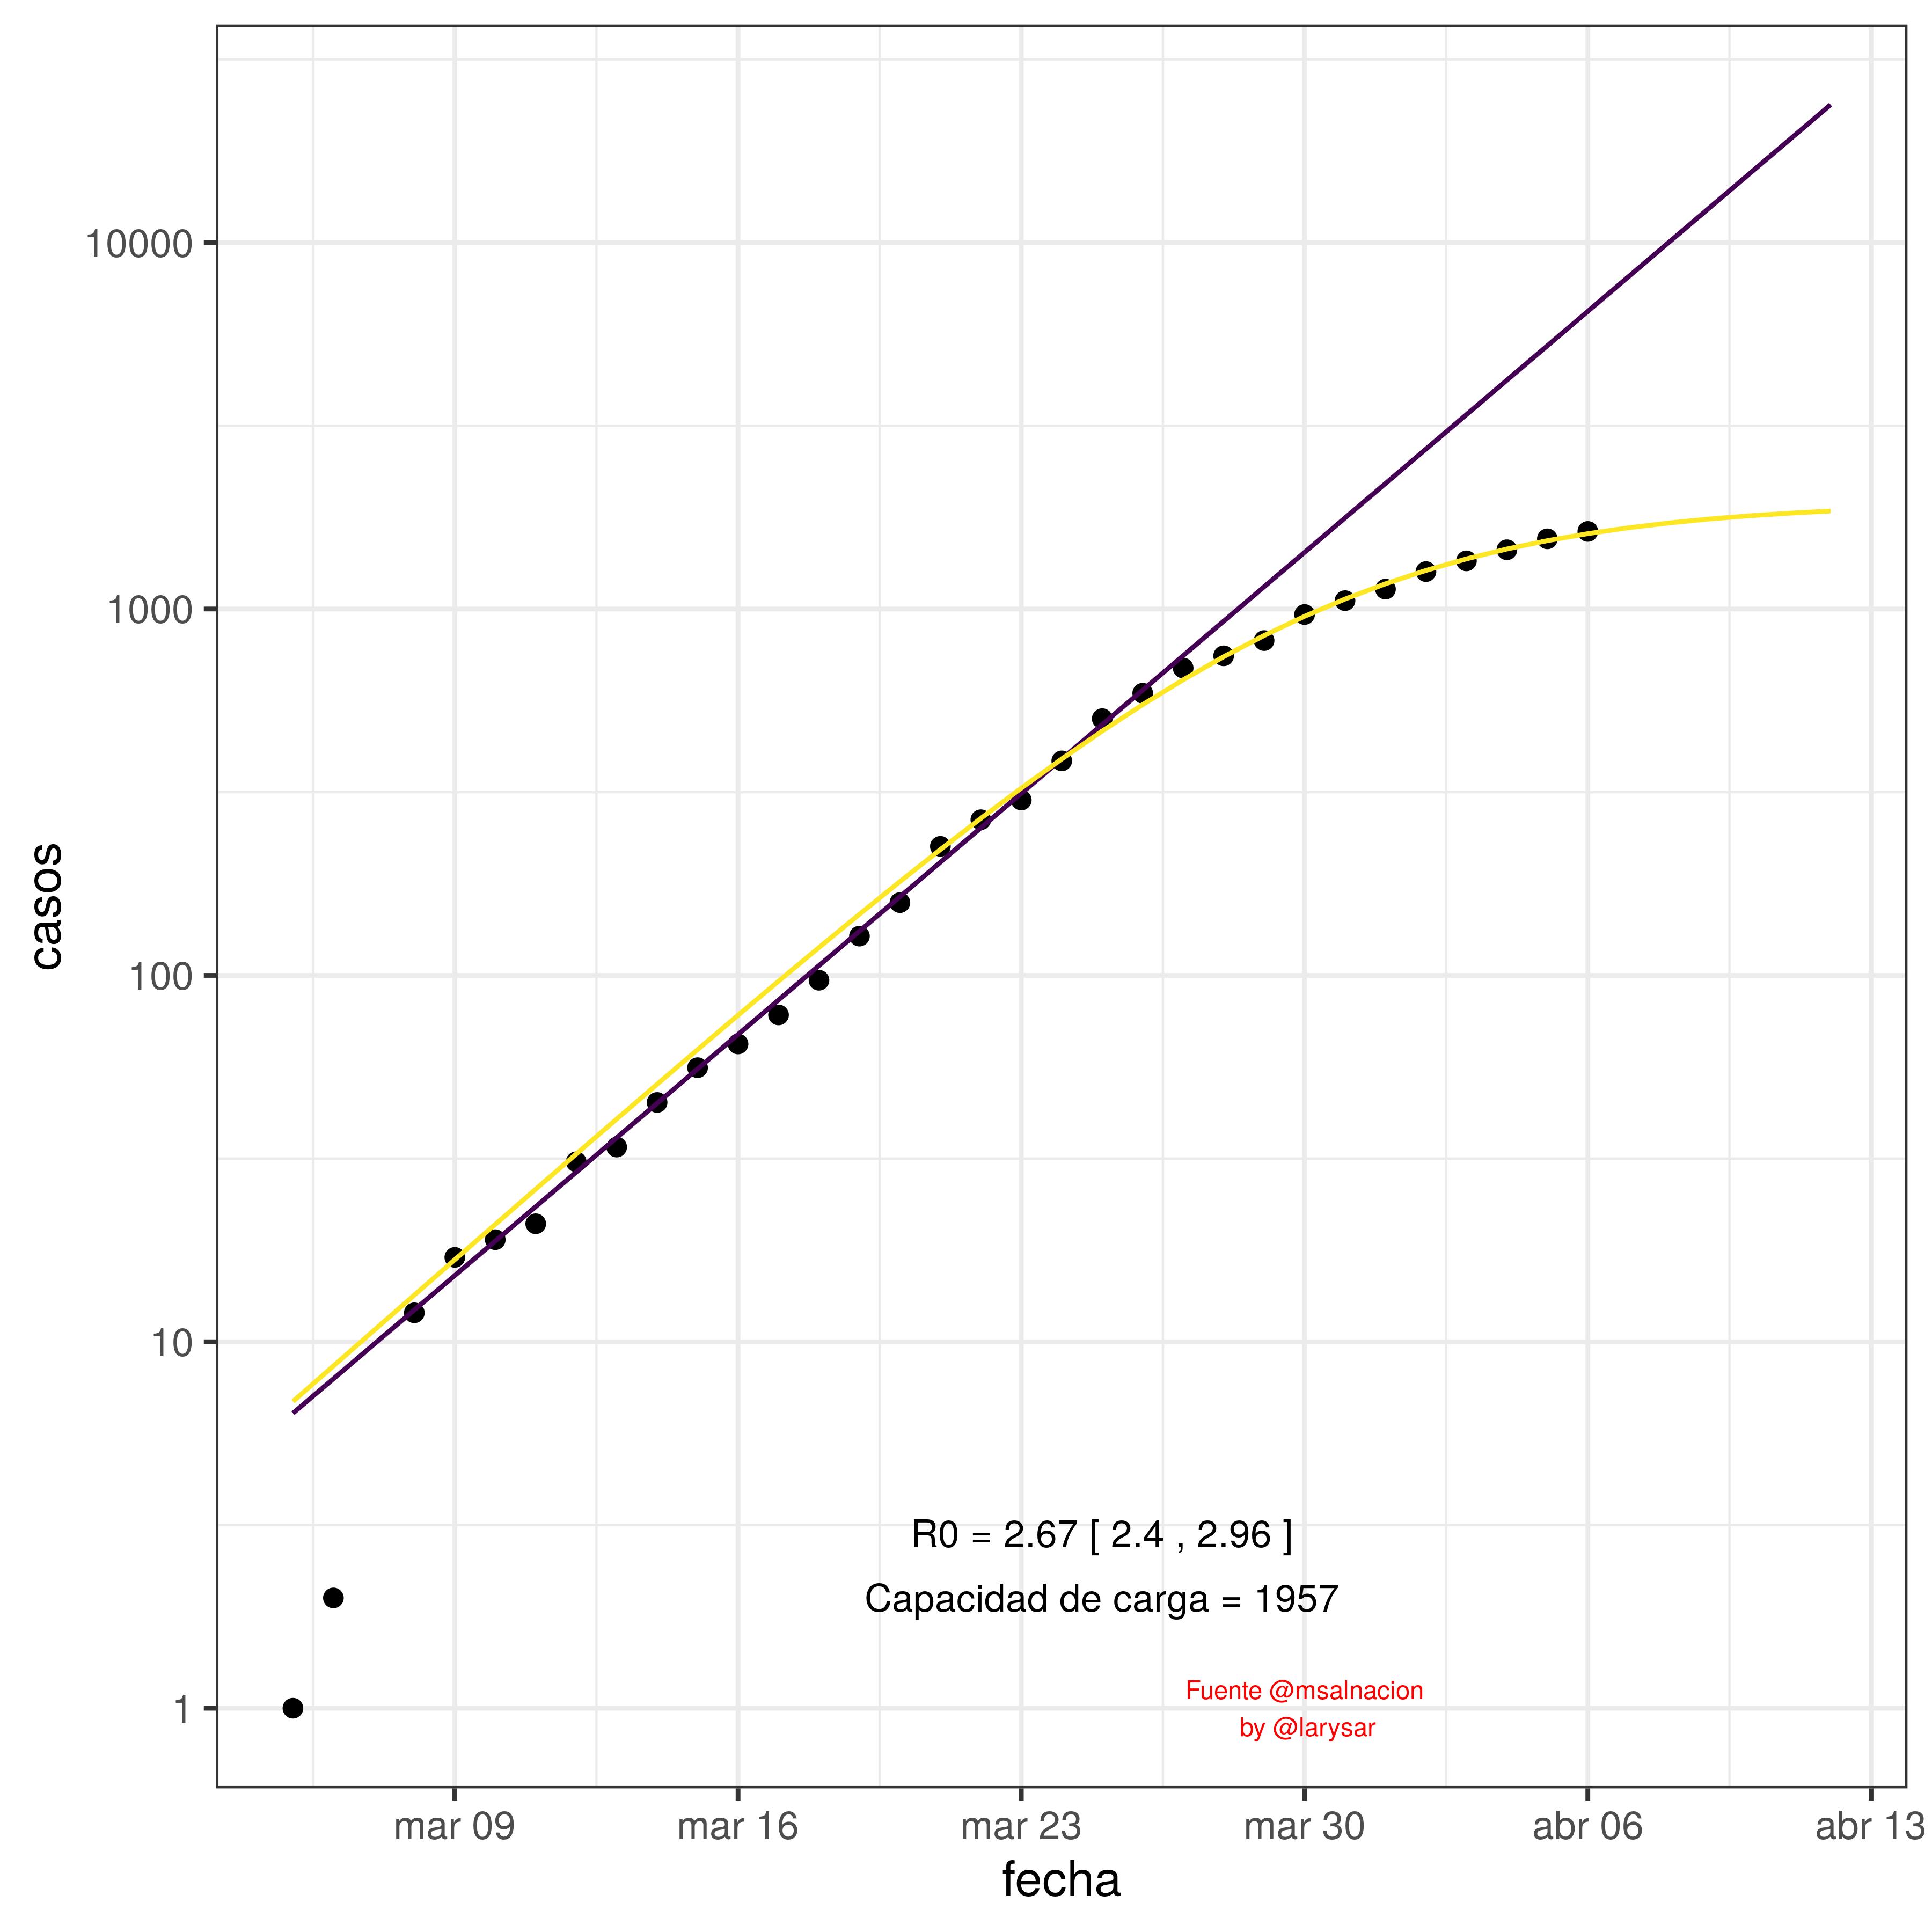 10000
1000
100
10
1
casos
R0 = 2.67 [ 2.4 , 2.96 ]
Capacidad de carga = 1957
Fuente @msalnacion
by @larysar
mar 09 mar 16 mar 23 mar 30 abr 06 abr 13
fecha